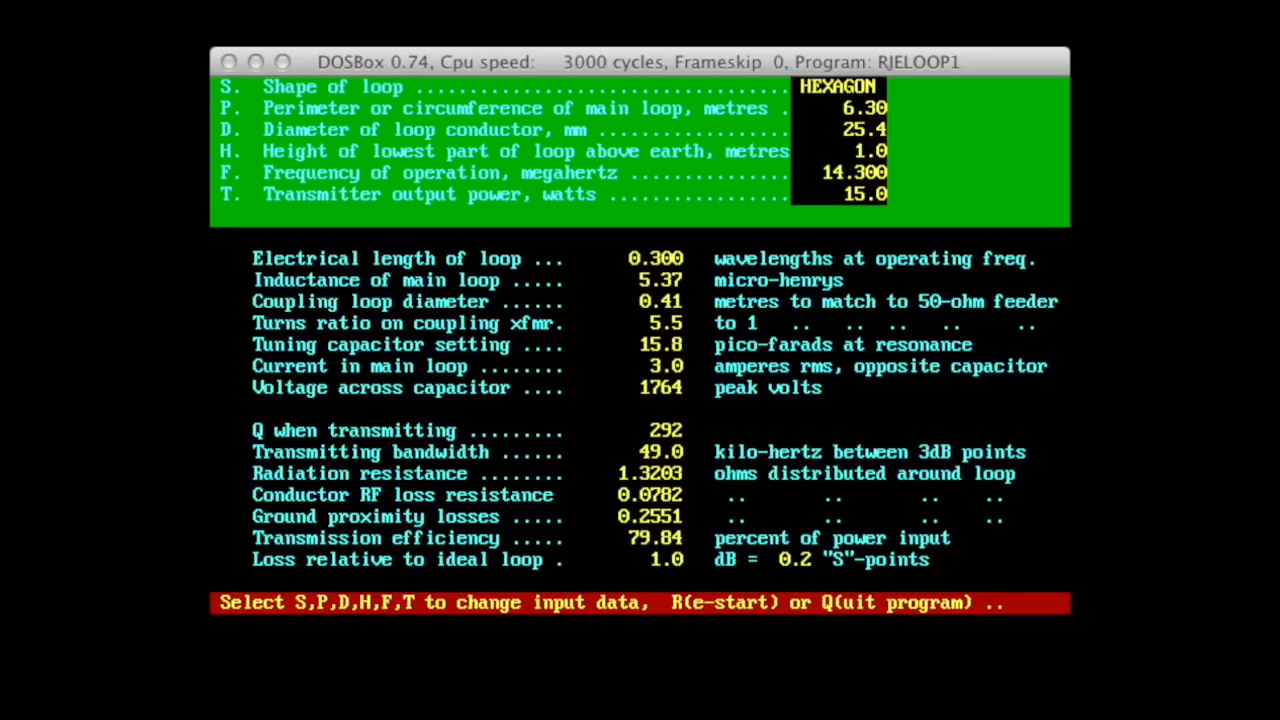 DOSBox 0.74, Cpu speed: 3000 cycles, Frameskip 0, Program: RJELOOP1
S. Shape of loop ................................... HEXAGON
P. Perimeter or circumference of main loop, metres . 6.30
D. Diameter of loop conductor, mm .................. 25.4
H. Height of lowest part of loop above earth, metres 1.0
F. Frequency of operation, megahertz ............... 14.300
T. Transmitter output power, watts ................. 15.0
Electrical length of loop ... 0.300 wavelengths at operating freq.
Inductance of main loop ..... 5.37 micro-henrys
Coupling loop diameter ...... 0.41 metres to match to 50-ohm feeder
Turns ratio on coupling xfmr. 5.5 to 1 .. .. .. .. ..
Tuning capacitor setting .... 15.8 pico-farads at resonance
Current in main loop ........ 3.0 amperes rms, opposite capacitor
Voltage across capacitor .... 1764 peak volts
Q when transmitting ......... 292
Transmitting bandwidth ...... 49.0 kilo-hertz between 3dB points
Radiation resistance ........ 1.3203 ohms distributed around loop
Conductor RF loss resistance 0.0782 .. .. .. ..
Ground proximity losses ..... 0.2551 .. .. .. ..
Transmission efficiency ..... 79.84 percent of power input
Loss relative to ideal loop . 1.0 dB = 0.2 "S"-points
Select S,P,D,H,F,T to change input data, R(e-start) or Q(uit program) ..